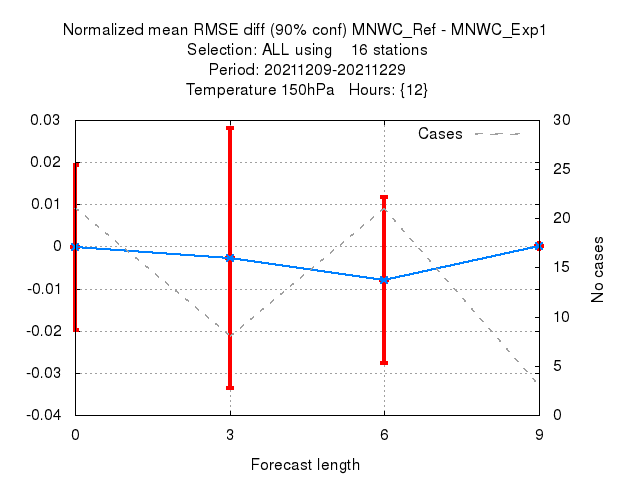 Normalized mean RMSE diff (90% conf) MNWC_Ref - MNWC_Exp1
Selection: ALL using 16 stations
Period: 20211209-20211229
Temperature 150hPa Hours: {12}
0.03
0.02
0.01
0
-0.01
-0.02
-0.03
-0.04
Cases
30
25
20
15
10
5
0
No cases
0 3 6 9
Forecast length